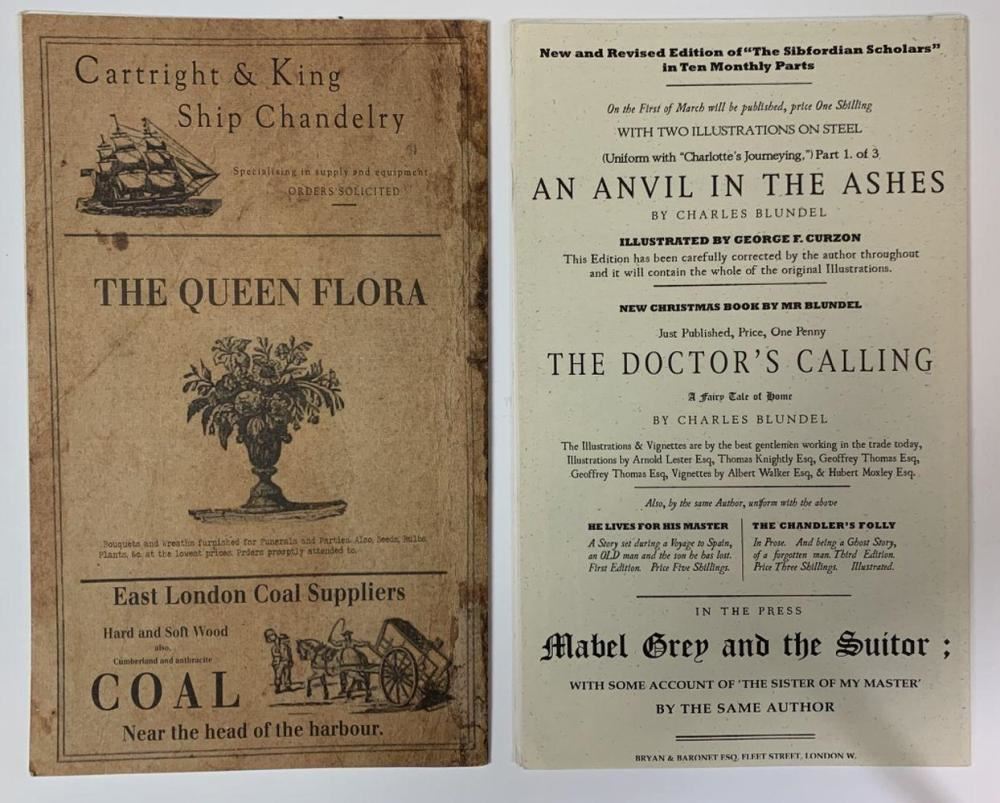 Cartright & King
Ship Chandelry
Specialising in supply and equipment
ORDERS SOLICITED
THE QUEEN FLORA
Bouquets and Wreaths furnished for Funerals and Parties. Also, Seeds, Bulbs,
Plants, &c. at the lowest prices. Prders promptly attended to.
East London Coal Suppliers
Hard and Soft Wood
also,
Cumberland and anthracite
COAL
Near the head of the harbour.
New and Revised Edition of "The Sibfordian Scholars"
in Ten Monthly Parts
On the First of March will be published, price One Shilling
WITH TWO ILLUSTRATIONS ON STEEL
(Uniform with "Charlotte's Journeying,") Part 1. of 3.
AN ANVIL IN THE ASHES
BY CHARLES BLUNDEL
ILLUSTRATED BY GEORGE F. CURZON
This Edition has been carefully corrected by the author throughout
and it will contain the whole of the original Illustrations.
NEW CHRISTMAS BOOK BY MR BLUNDEL
Just Published, Price, One Penny
THE DOCTOR'S CALLING
A Fairy Tale of Home
BY CHARLES BLUNDEL
The Illustrations & Vignettes are by the best gentlemen working in the trade today,
Illustrations by Arnold Lester Esq, Thomas Knightly Esq, Geoffrey Thomas Esq,
Geoffrey Thomas Esq, Vignettes by Albert Walker Esq, & Hubert Moxley Esq.
Also, by the same Author, uniform with the above
HE LIVES FOR HIS MASTER
A Story set during a Voyage to Spain,
an OLD man and the son he has lost.
First Edition. Price Five Shillings.
THE CHANDLER'S FOLLY
In Prose. And being a Ghost Story,
of a forgotten man. Third Edition.
Price Three Shillings. Illustrated.
IN THE PRESS
Mabel Grey and the Suitor ;
WITH SOME ACCOUNT OF 'THE SISTER OF MY MASTER'
BY THE SAME AUTHOR
BRYAN & BARONET ESQ, FLEET STREET, LONDON W.